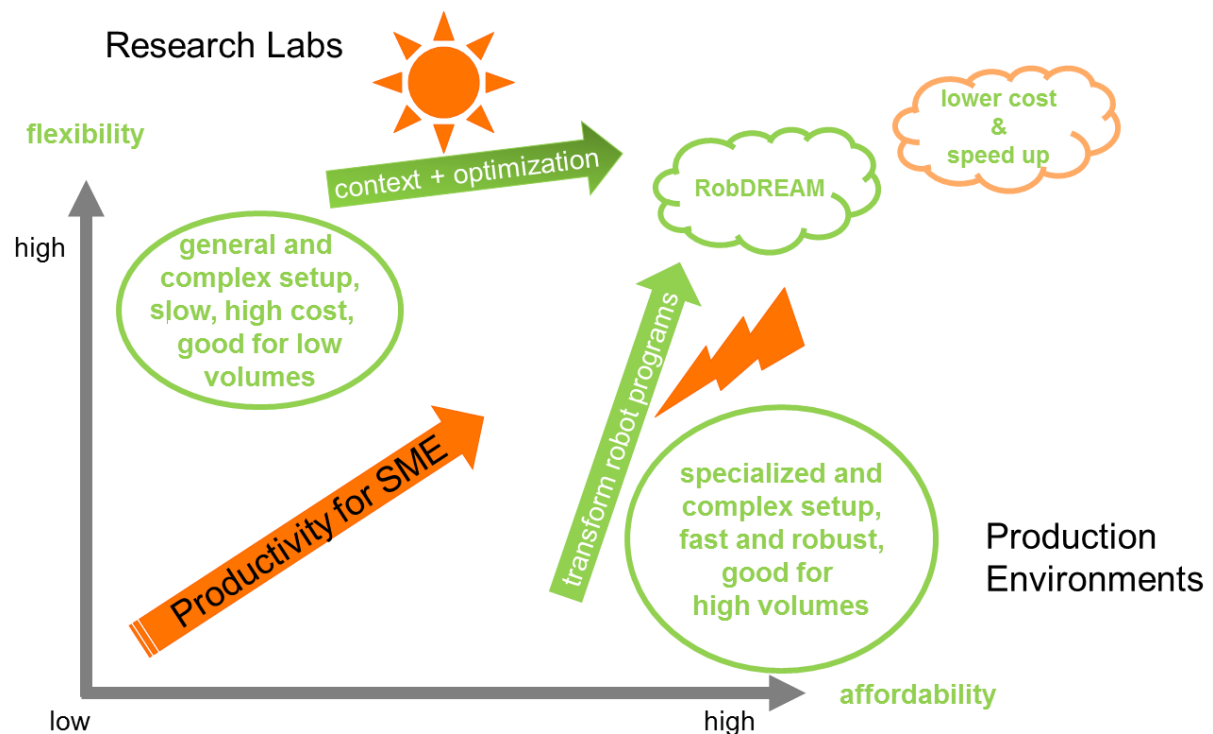 Research Labs
flexibility
lower cost
&
speed up
context + optimization
RobDREAM
high
general and
complex setup,
slow, high cost,
good for low
volumes
transform robot programs
Productivity for SME
specialized and
complex setup,
fast and robust,
good for
high volumes
Production
Environments
affordability
low
high